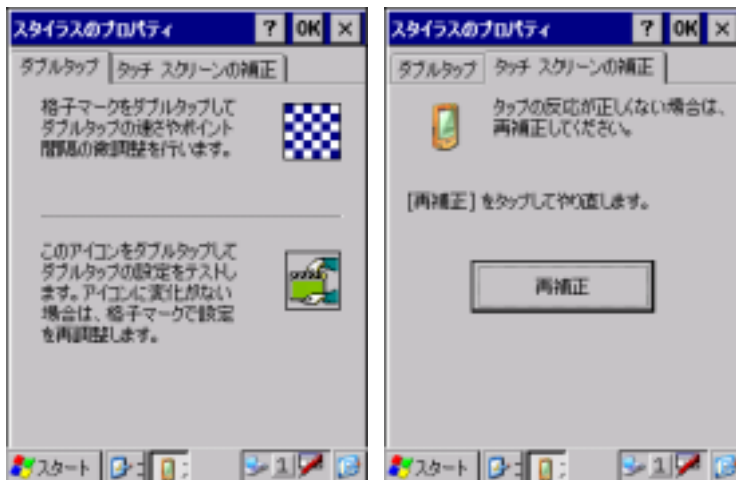 スタイラスのプロパティ ? OK ×
ダブルタップ タッチ スクリーンの補正
格子マークをダブルタップして
ダブルタップの速さやポイント
間隔の微調整を行います。
このアイコンをダブルタップして
ダブルタップの設定をテストし
ます。アイコンに変化がない
場合は、格子マークで設定
を再調整します。
スタート
1
スタイラスのプロパティ ? OK ×
ダブルタップ タッチ スクリーンの補正
タップの反応が正しくない場合は、
再補正してください。
[再補正] をタップしてやり直します。
再補正
スタート
1